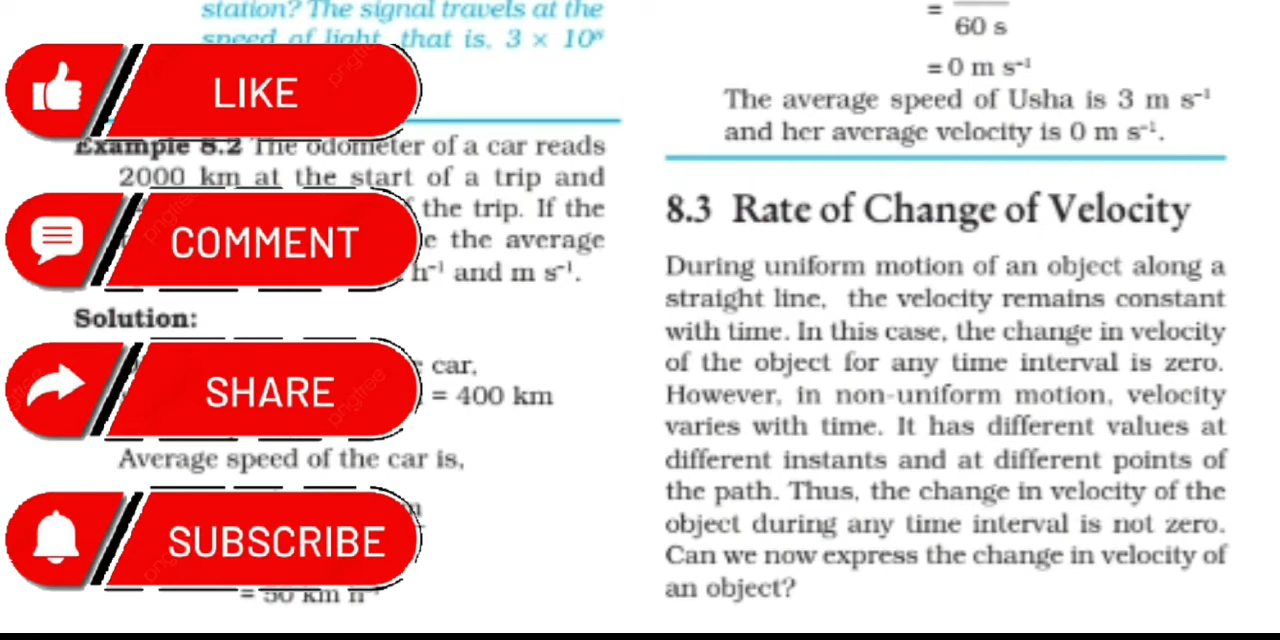 station? The signal travels at the
speed of light, that is, 3 × 10⁸
LIKE
Example 8.2 The odometer of a car reads
2000 km at the start of a trip and
the trip. If the
COMMENT
the average
h⁻¹ and m s⁻¹.
Solution:
car,
SHARE
= 400 km
Average speed of the car is,
SUBSCRIBE
= 50 km h⁻¹
=
60 s
= 0 m s⁻¹
The average speed of Usha is 3 m s⁻¹
and her average velocity is 0 m s⁻¹.
8.3 Rate of Change of Velocity
During uniform motion of an object along a
straight line, the velocity remains constant
with time. In this case, the change in velocity
of the object for any time interval is zero.
However, in non-uniform motion, velocity
varies with time. It has different values at
different instants and at different points of
the path. Thus, the change in velocity of the
object during any time interval is not zero.
Can we now express the change in velocity of
an object?